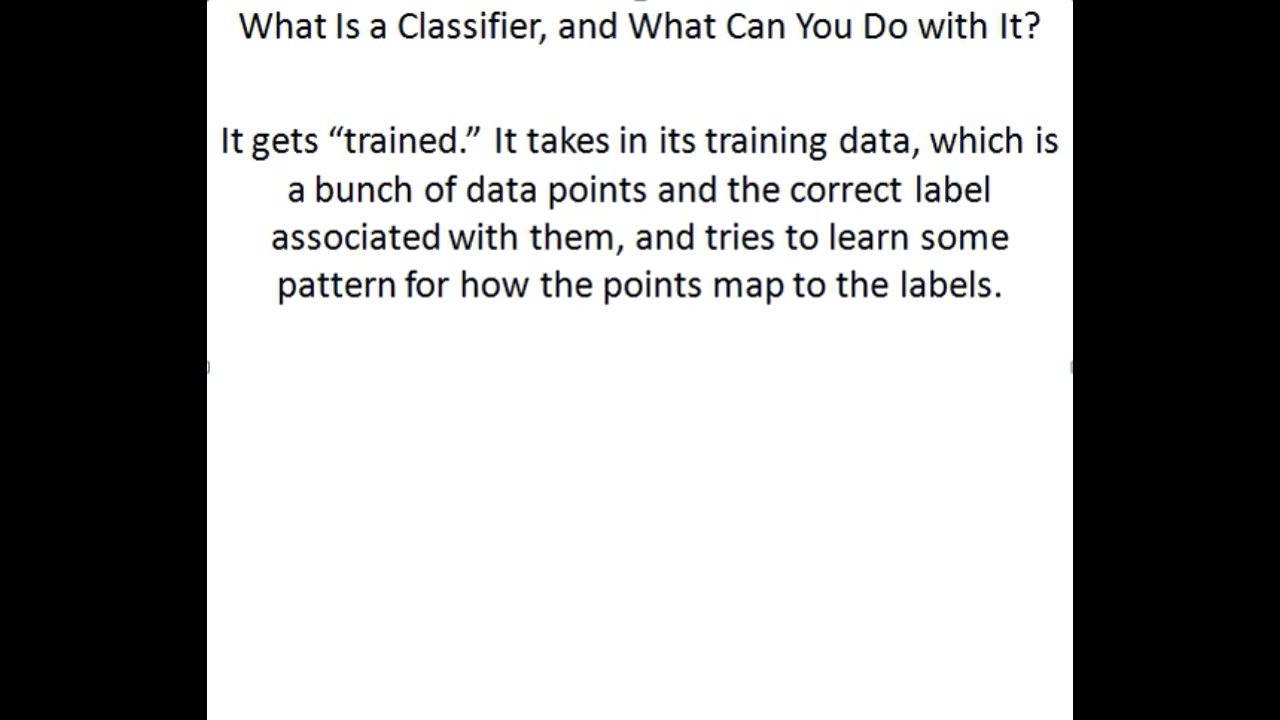 What Is a Classifier, and What Can You Do with It?
It gets “trained.” It takes in its training data, which is
a bunch of data points and the correct label
associated with them, and tries to learn some
pattern for how the points map to the labels.